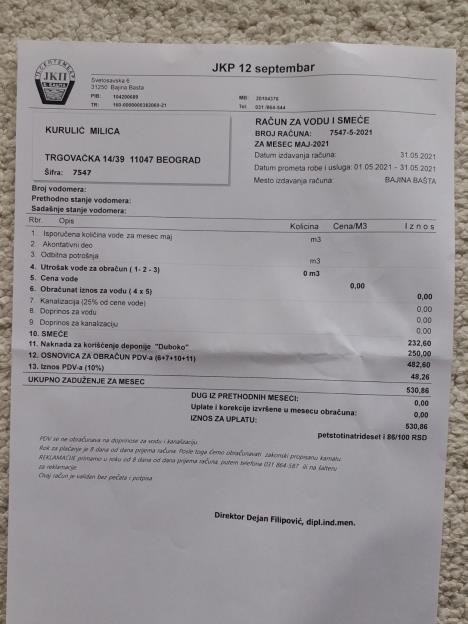 12 СЕПТЕМБАР
JKP
B. BAŠTA
JKP 12 septembar
Svetosavska 6
31250 Bajina Basta
PIB: 104200689
TR: 160-0000000382069-21
MB: 20104376
Tel: 031 /864-544
KURULIĆ MILICA
TRGOVAČKA 14/39 11047 BEOGRAD
Šifra: 7547
RAČUN ZA VODU I SMEĆE
BROJ RAČUNA: 7547-5-2021
ZA MESEC MAJ-2021
Datum izdavanja računa: 31.05.2021
Datum prometa robe i usluga: 01.05.2021 - 31.05.2021
Mesto izdavanja računa: BAJINA BAŠTA
Broj vodomera:
Prethodno stanje vodomera:
Sadašnje stanje vodomera:
Rbr. Opis Kolicina Cena/M3 Iznos
1. Isporučena količina vode za mesec maj m3
2. Akontativni deo
3. Odbitna potrošnja m3
4. Utrošak vode za obračun ( 1- 2- 3) 0 m3
5. Cena vode 0,00
6. Obračunat iznos za vodu ( 4 x 5) 0,00
7. Kanalizacija (25% od cene vode) 0,00
8. Doprinos za vodu 0,00
9. Doprinos za kanalizaciju 0,00
10. SMEĆE 232,60
11. Naknada za korišćenje deponije "Duboko" 250,00
12. OSNOVICA ZA OBRAČUN PDV-a (6+7+10+11) 482,60
13. Iznos PDV-a (10%) 48,26
UKUPNO ZADUŽENJE ZA MESEC 530,86
DUG IZ PRETHODNIH MESECI: 0,00
Uplate i korekcije izvršene u mesecu obračuna: 0,00
IZNOS ZA UPLATU: 530,86
petstotinatrideset i 86/100 RSD
PDV se ne obračunava na doprinose za vodu i kanalizaciju.
Rok za plaćanje je 8 dana od dana prijema računa. Posle toga ćemo obračunavati zakonski propisanu kamatu.
REKLAMACIJE primamo u roku od 8 dana od dana prijema računa, putem telefona 031 864-587 ili na šalteru
za reklamacije.
Ovaj račun je validan bez pečata i potpisa
Direktor Dejan Filipović, dipl.ind.men.